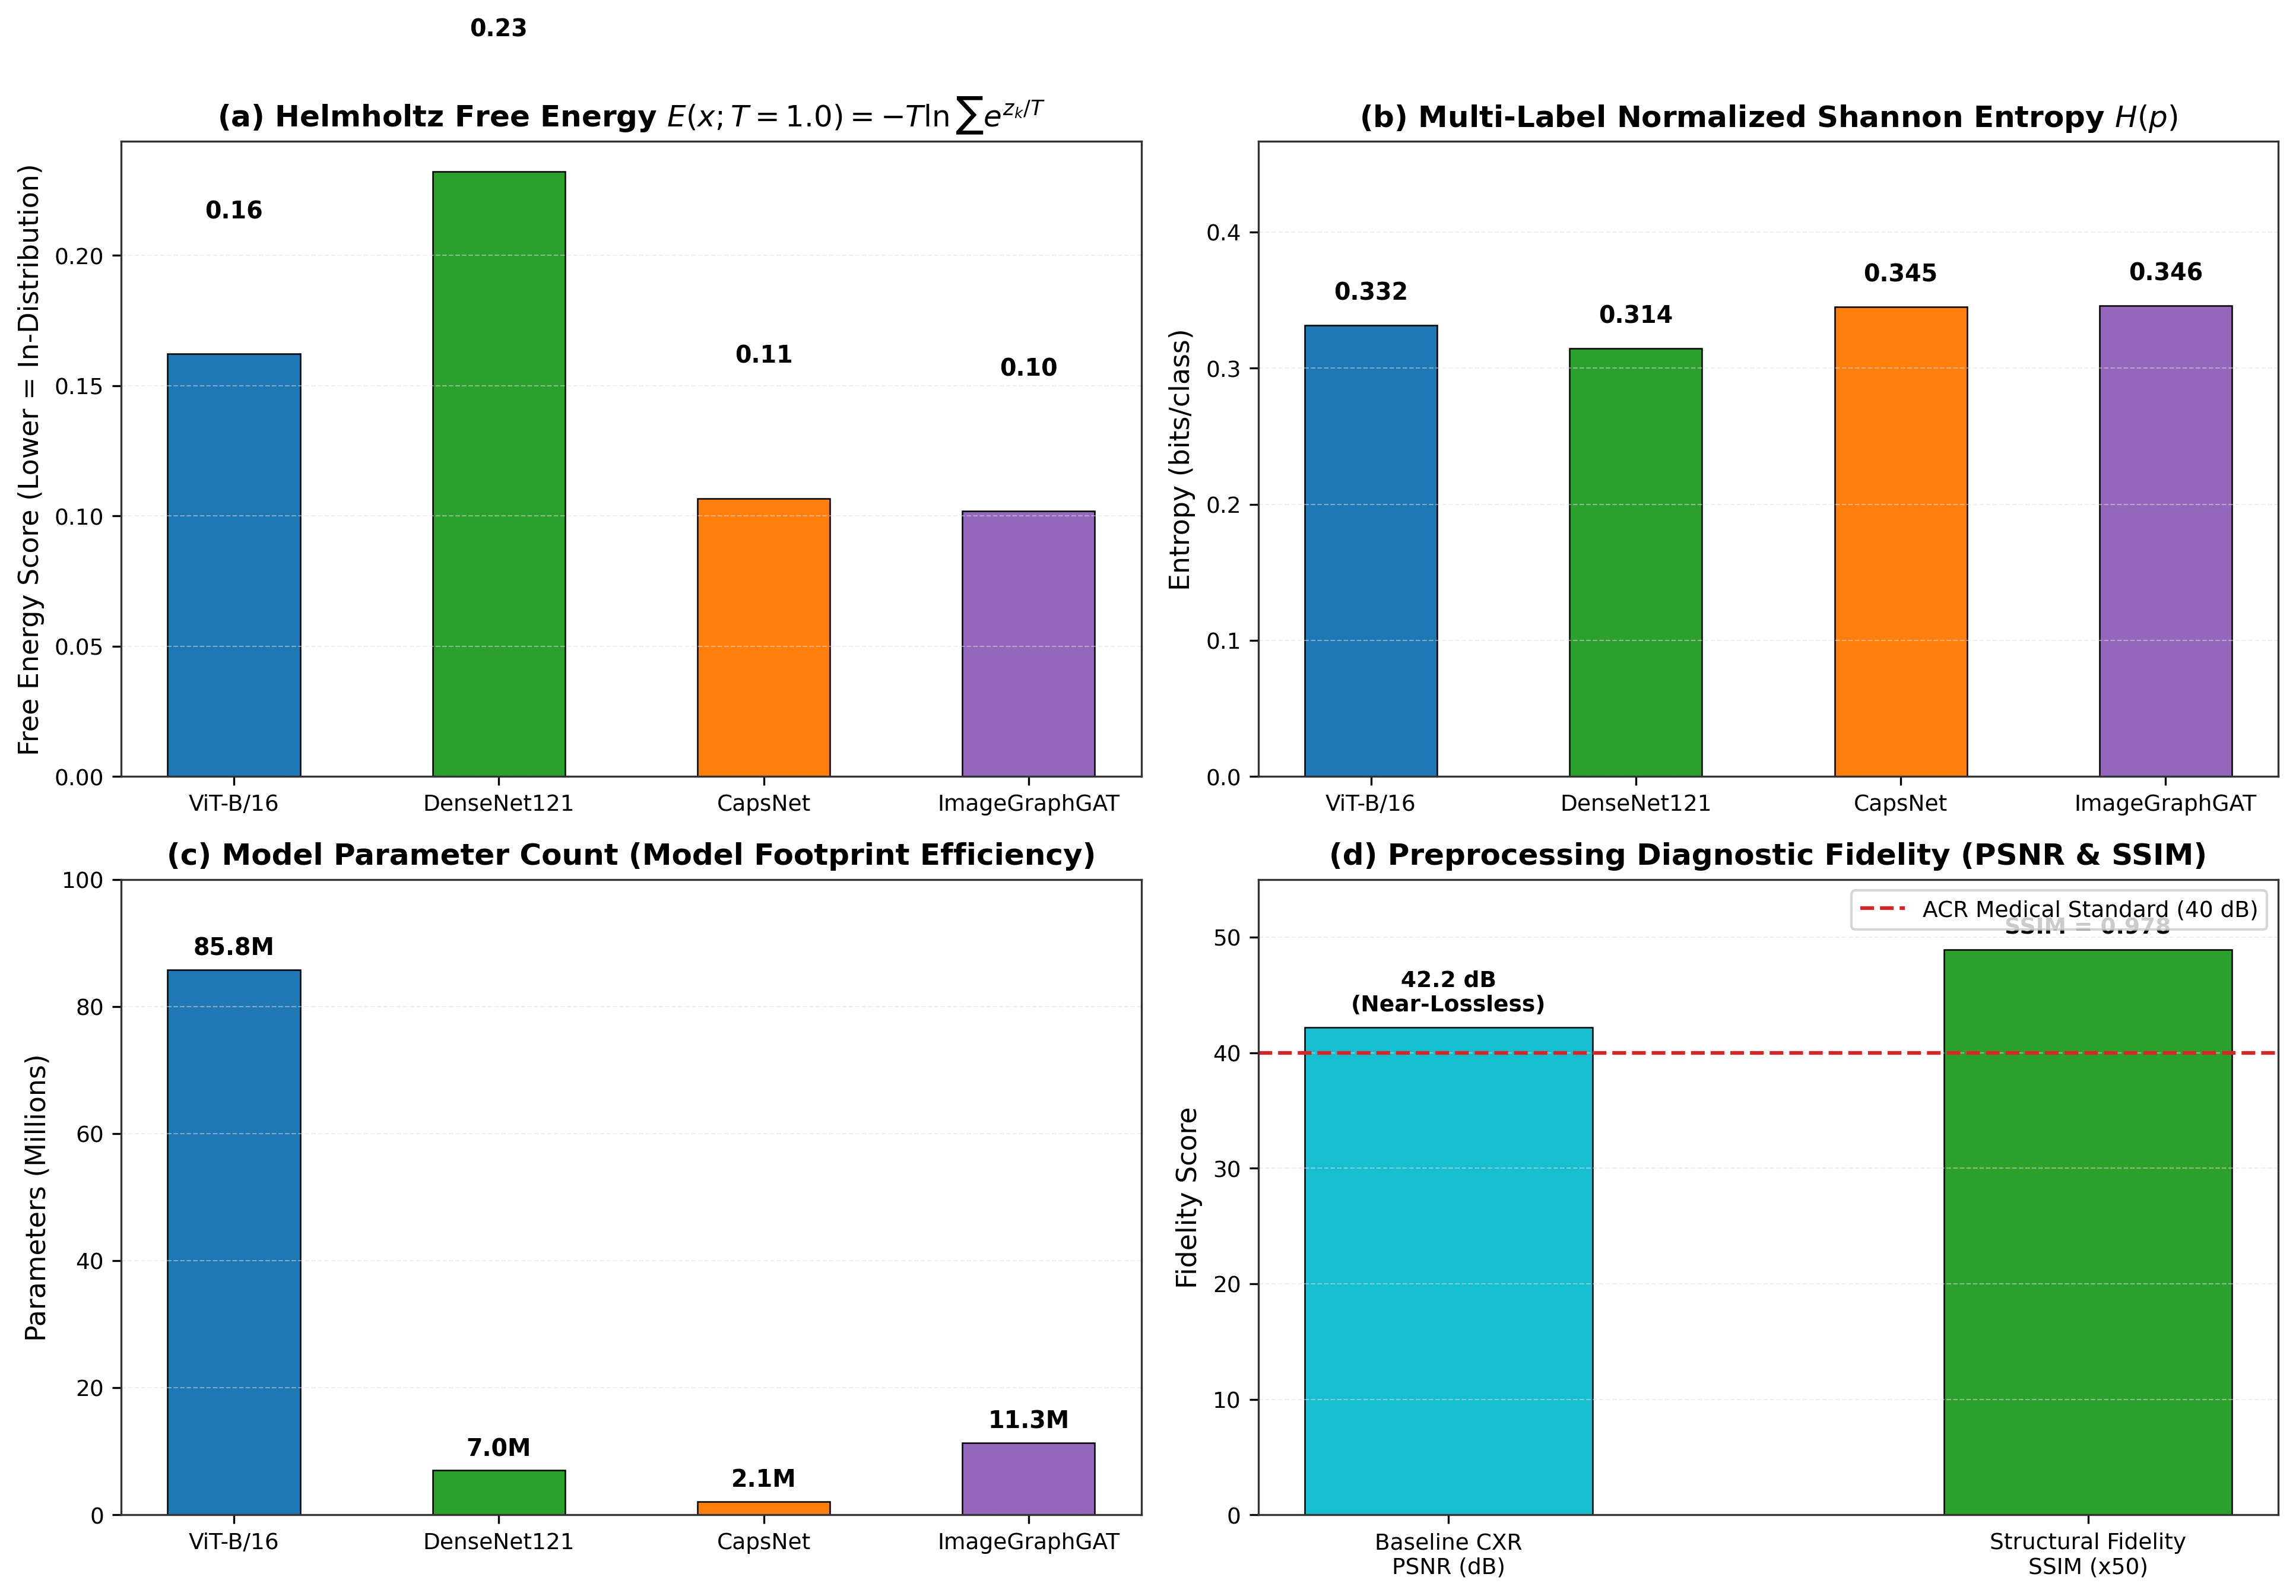 0.23
(a) Helmholtz Free Energy E(x; T = 1.0) = −T ln ∑ e^{z_k/T}
Free Energy Score (Lower = In-Distribution)
0.20
0.15
0.10
0.05
0.00
0.16
0.11
0.10
ViT-B/16
DenseNet121
CapsNet
ImageGraphGAT
(b) Multi-Label Normalized Shannon Entropy H(p)
Entropy (bits/class)
0.4
0.3
0.2
0.1
0.0
0.332
0.314
0.345
0.346
ViT-B/16
DenseNet121
CapsNet
ImageGraphGAT
(c) Model Parameter Count (Model Footprint Efficiency)
Parameters (Millions)
100
80
60
40
20
0
85.8M
7.0M
2.1M
11.3M
ViT-B/16
DenseNet121
CapsNet
ImageGraphGAT
(d) Preprocessing Diagnostic Fidelity (PSNR & SSIM)
Fidelity Score
50
40
30
20
10
0
ACR Medical Standard (40 dB)
SSIM = 0.978
42.2 dB
(Near-Lossless)
Baseline CXR
PSNR (dB)
Structural Fidelity
SSIM (x50)